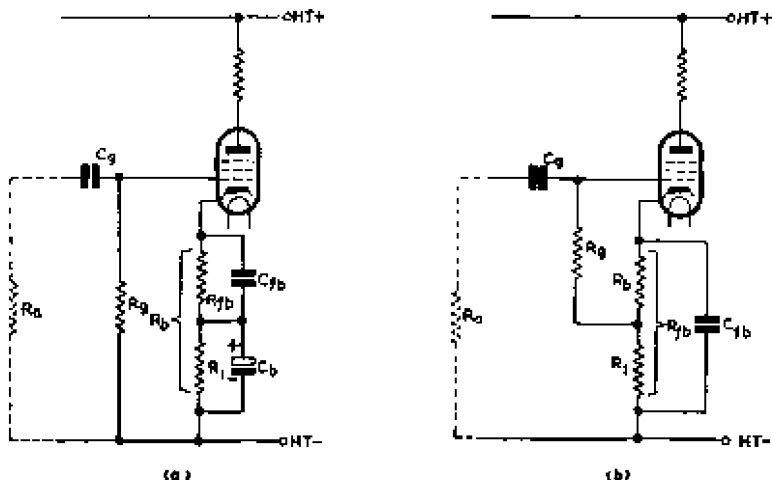 HT+
HT+
Cg
Cg
Rg
Cfb
Rfb
Rg
Rb
Ra
Rb
Rfb
Ra
Cfb
R1
+
Cb
R1
HT-
HT-
(a)
(b)